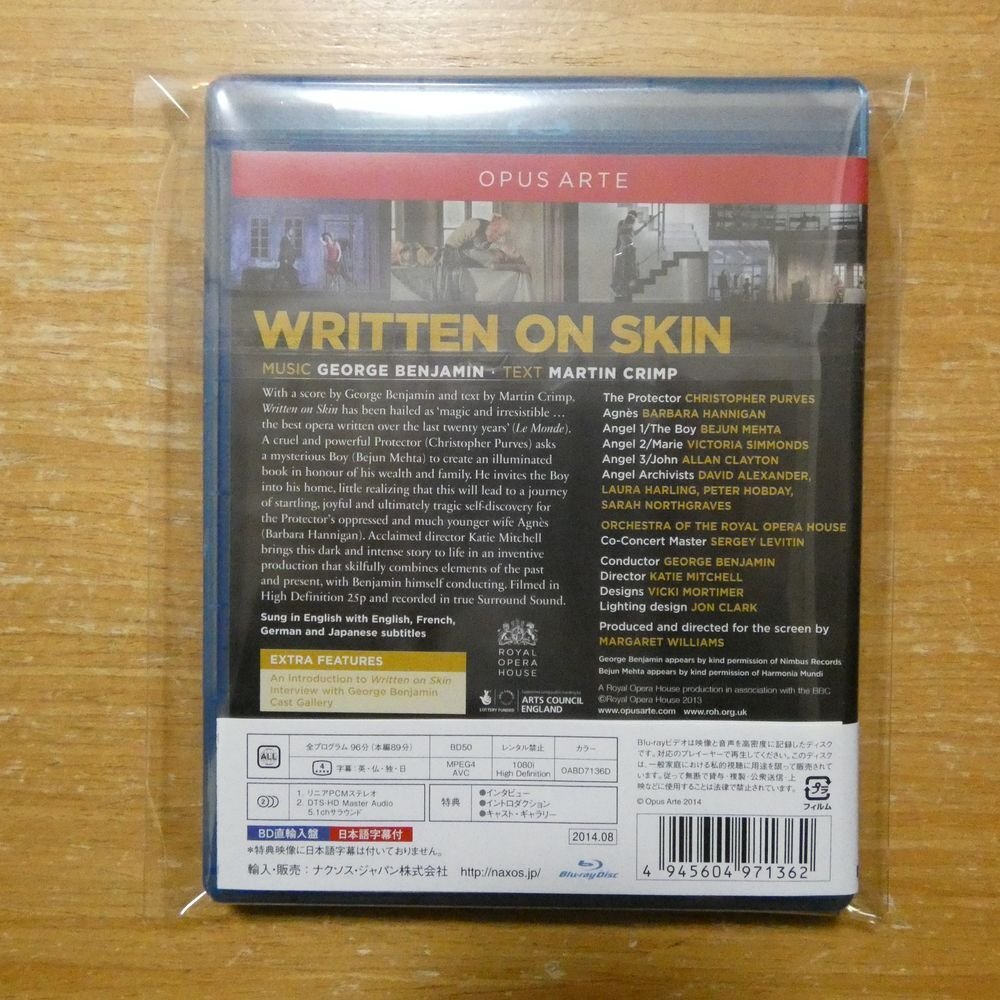 OPUS ARTE
WRITTEN ON SKIN
MUSIC GEORGE BENJAMIN · TEXT MARTIN CRIMP
With a score by George Benjamin and text by Martin Crimp,
Written on Skin has been hailed as ‘magic and irresistible ...
the best opera written over the last twenty years’ (Le Monde).
A cruel and powerful Protector (Christopher Purves) asks
a mysterious Boy (Bejun Mehta) to create an illuminated
book in honour of his wealth and family. He invites the Boy
into his home, little realizing that this will lead to a journey
of startling, joyful and ultimately tragic self-discovery for
the Protector's oppressed and much younger wife Agnès
(Barbara Hannigan). Acclaimed director Katie Mitchell
brings this dark and intense story to life in an inventive
production that skilfully combines elements of the past
and present, with Benjamin himself conducting. Filmed in
High Definition 25p and recorded in true Surround Sound.
Sung in English with English, French,
German and Japanese subtitles
EXTRA FEATURES
An introduction to Written on Skin
Interview with George Benjamin
Cast Gallery
ROYAL
OPERA
HOUSE
LOTTERY FUNDED
ARTS COUNCIL
ENGLAND
The Protector CHRISTOPHER PURVES
Agnès BARBARA HANNIGAN
Angel 1/The Boy BEJUN MEHTA
Angel 2/Marie VICTORIA SIMMONDS
Angel 3/John ALLAN CLAYTON
Angel Archivists DAVID ALEXANDER,
LAURA HARLING, PETER HOBDAY,
SARAH NORTHGRAVES
ORCHESTRA OF THE ROYAL OPERA HOUSE
Co-Concert Master SERGEY LEVITIN
Conductor GEORGE BENJAMIN
Director KATIE MITCHELL
Designs VICKI MORTIMER
Lighting design JON CLARK
Produced and directed for the screen by
MARGARET WILLIAMS
George Benjamin appears by kind permission of Nimbus Records
Bejun Mehta appears by kind permission of Harmonia Mundi
A Royal Opera House production in association with the BBC
©Royal Opera House 2013
www.opusarte.com www.roh.org.uk
ALL
全プログラム 96分（本編89分）
BD50
レンタル禁止
カラー
4
字幕：英・仏・独・日
MPEG4
AVC
1080i
High Definition
OABD7136D
2
1. リニアPCMステレオ
2. DTS-HD Master Audio
5.1chサラウンド
特典
●インタビュー
●イントロダクション
●キャスト・ギャラリー
BD直輸入盤 日本語字幕付
2014.08
＊特典映像に日本語字幕は付いておりません。
輸入・販売：ナクソス・ジャパン株式会社 http://naxos.jp/
Blu-ray Disc
Blu-rayビデオは映像と音声を高密度に記録したディスク
です。対応のプレーヤーで再生してください。このディスク
は、一般家庭における私的視聴に用途を限って販売されて
います。従って無断で貸与・複製・公衆送信・上
映などに使用することは法律で禁止されています。
© Opus Arte 2014
プラ
フィルム
4 945604 971362